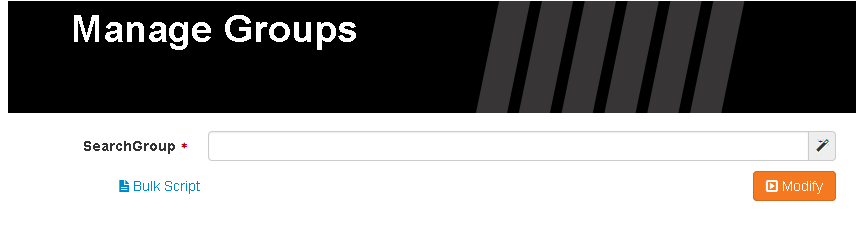 Manage Groups
SearchGroup *
Bulk Script
Modify